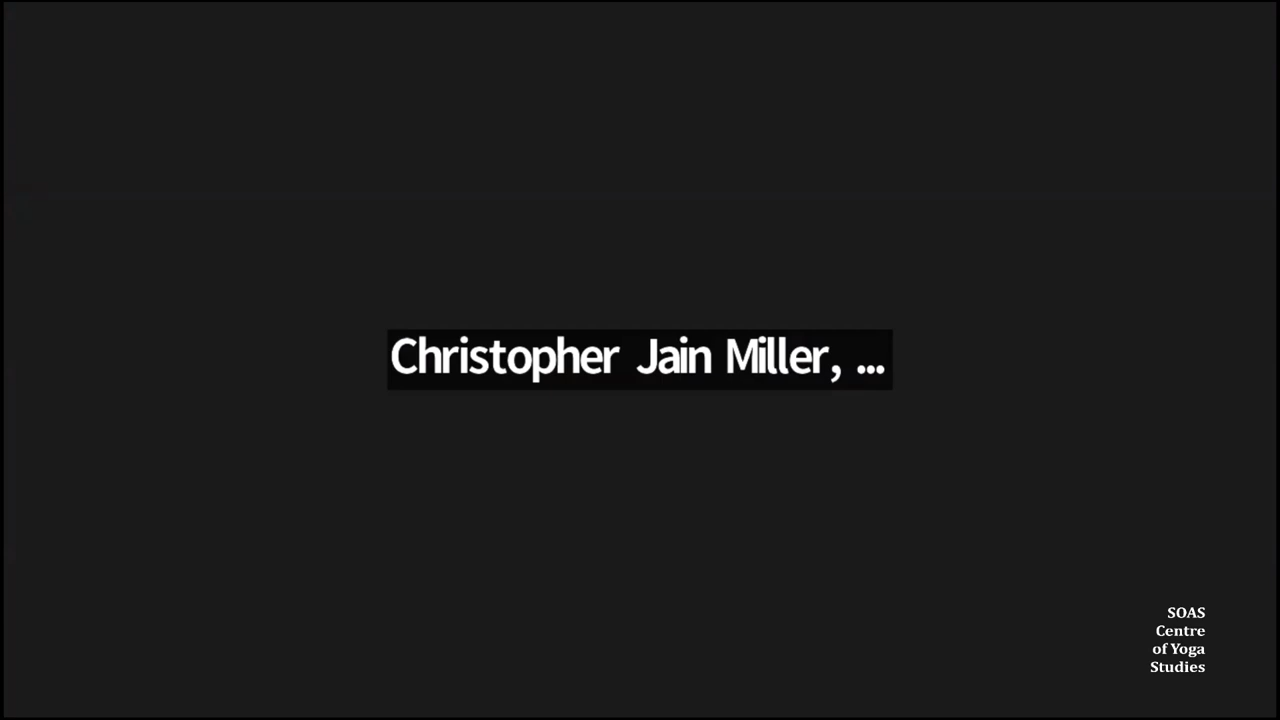 Christopher Jain Miller, ...
SOAS
Centre
of Yoga
Studies